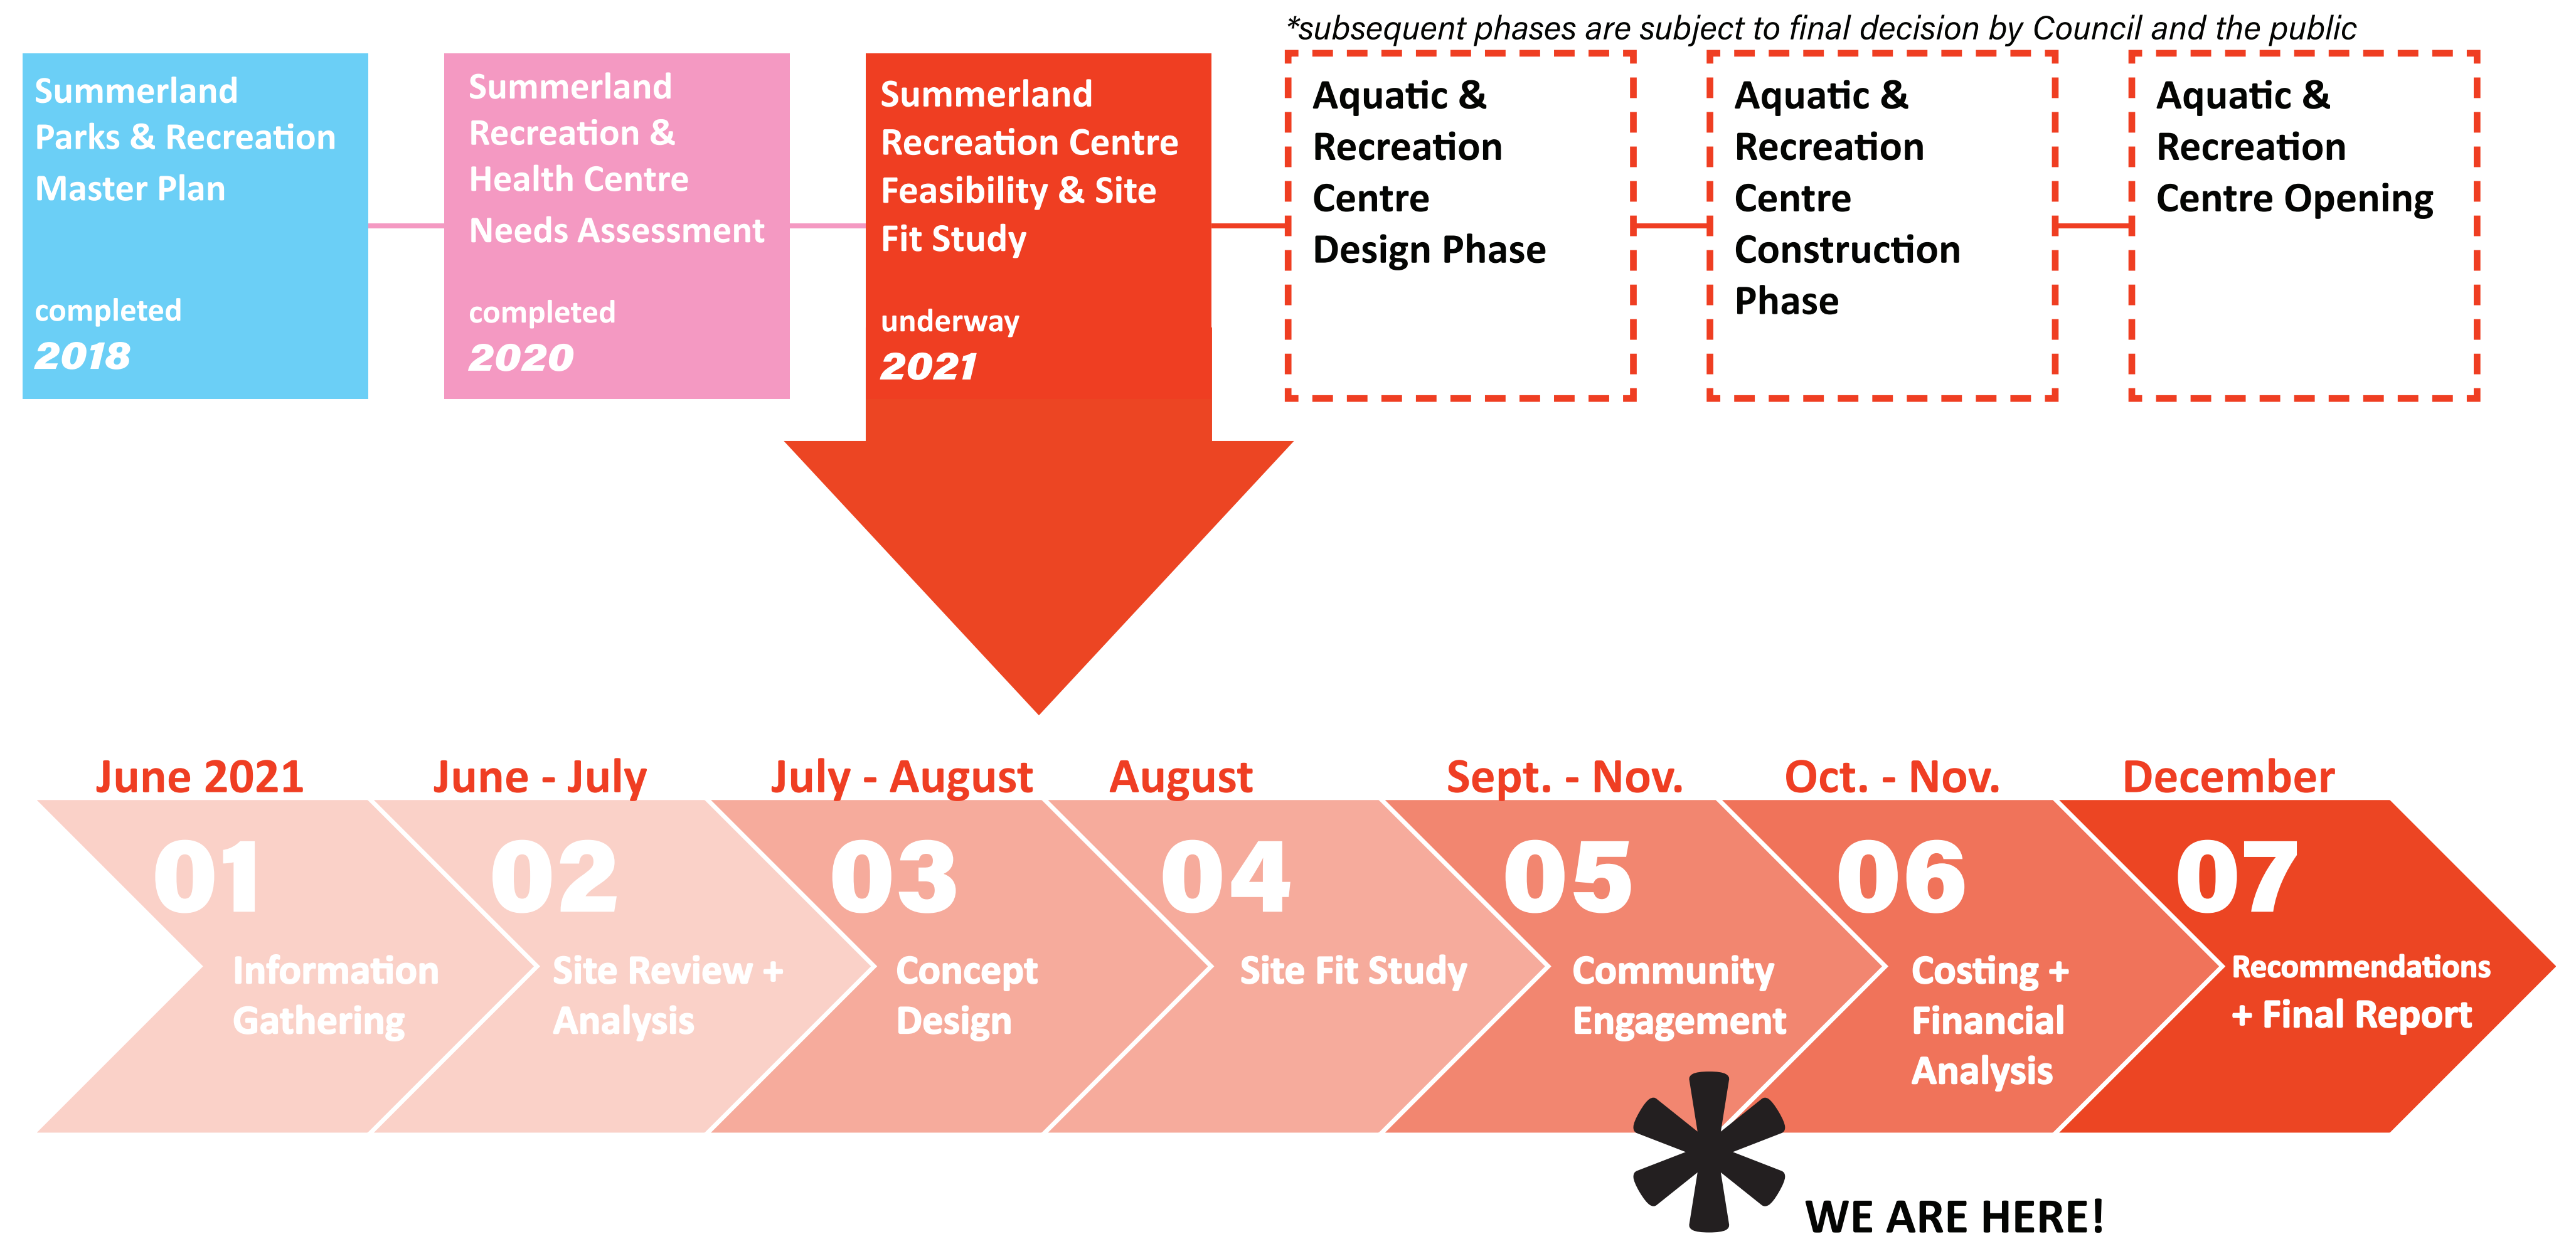 *subsequent phases are subject to final decision by Council and the public
Summerland
Parks & Recreation
Master Plan
completed
2018
Summerland
Recreation &
Health Centre
Needs Assessment
completed
2020
Summerland
Recreation Centre
Feasibility & Site
Fit Study
underway
2021
Aquatic &
Recreation
Centre
Design Phase
Aquatic &
Recreation
Centre
Construction
Phase
Aquatic &
Recreation
Centre Opening
June 2021
01
Information
Gathering
June - July
02
Site Review +
Analysis
July - August
03
Concept
Design
August
04
Site Fit Study
Sept. - Nov.
05
Community
Engagement
Oct. - Nov.
06
Costing +
Financial
Analysis
December
07
Recommendations
+ Final Report
WE ARE HERE!